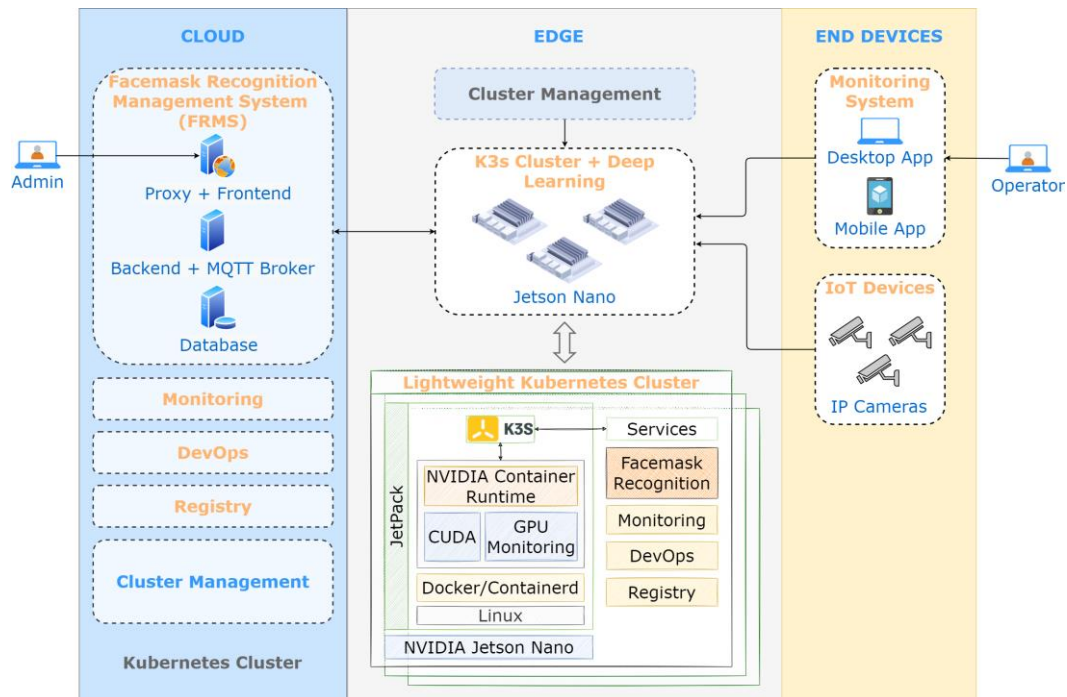 CLOUD
Facemask Recognition
Management System
(FRMS)
Admin
Proxy + Frontend
Backend + MQTT Broker
Database
Monitoring
DevOps
Registry
Cluster Management
Kubernetes Cluster
EDGE
Cluster Management
K3s Cluster + Deep
Learning
Jetson Nano
Lightweight Kubernetes Cluster
JetPack
K3S
Services
NVIDIA Container
Runtime
CUDA
GPU
Monitoring
Docker/Containerd
Linux
NVIDIA Jetson Nano
Facemask
Recognition
Monitoring
DevOps
Registry
END DEVICES
Monitoring
System
Desktop App
Mobile App
Operator
IoT Devices
IP Cameras